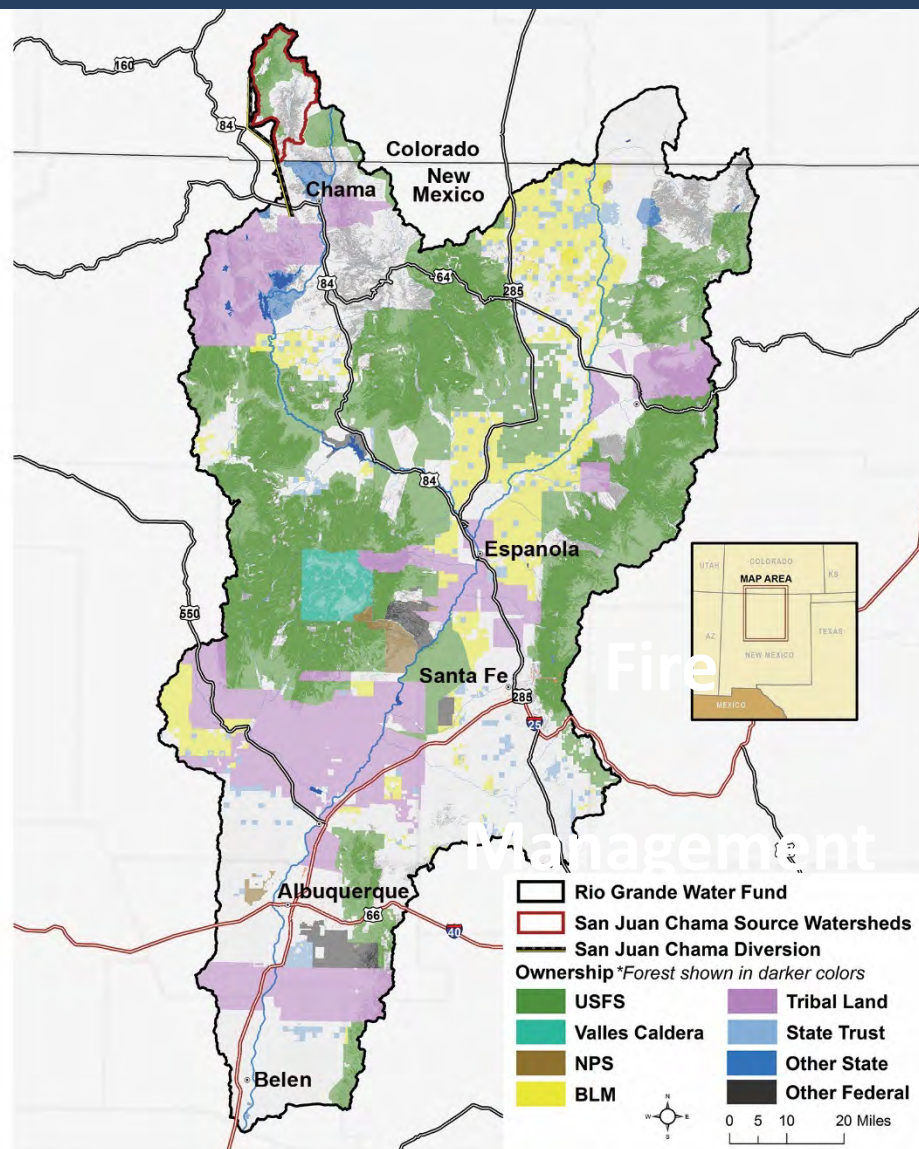 160
84
Colorado
New
Mexico
Chama
84
64
285
84
Espanola
550
UTAH
COLORADO
KS
MAP AREA
AZ
TEXAS
NEW MEXICO
MEXICO
Fire
Santa Fe
285
25
Management
Albuquerque
66
40
Belen
Rio Grande Water Fund
San Juan Chama Source Watersheds
San Juan Chama Diversion
Ownership *Forest shown in darker colors
USFS
Tribal Land
Valles Caldera
State Trust
NPS
Other State
BLM
Other Federal
N
W E
S
0 5 10 20 Miles